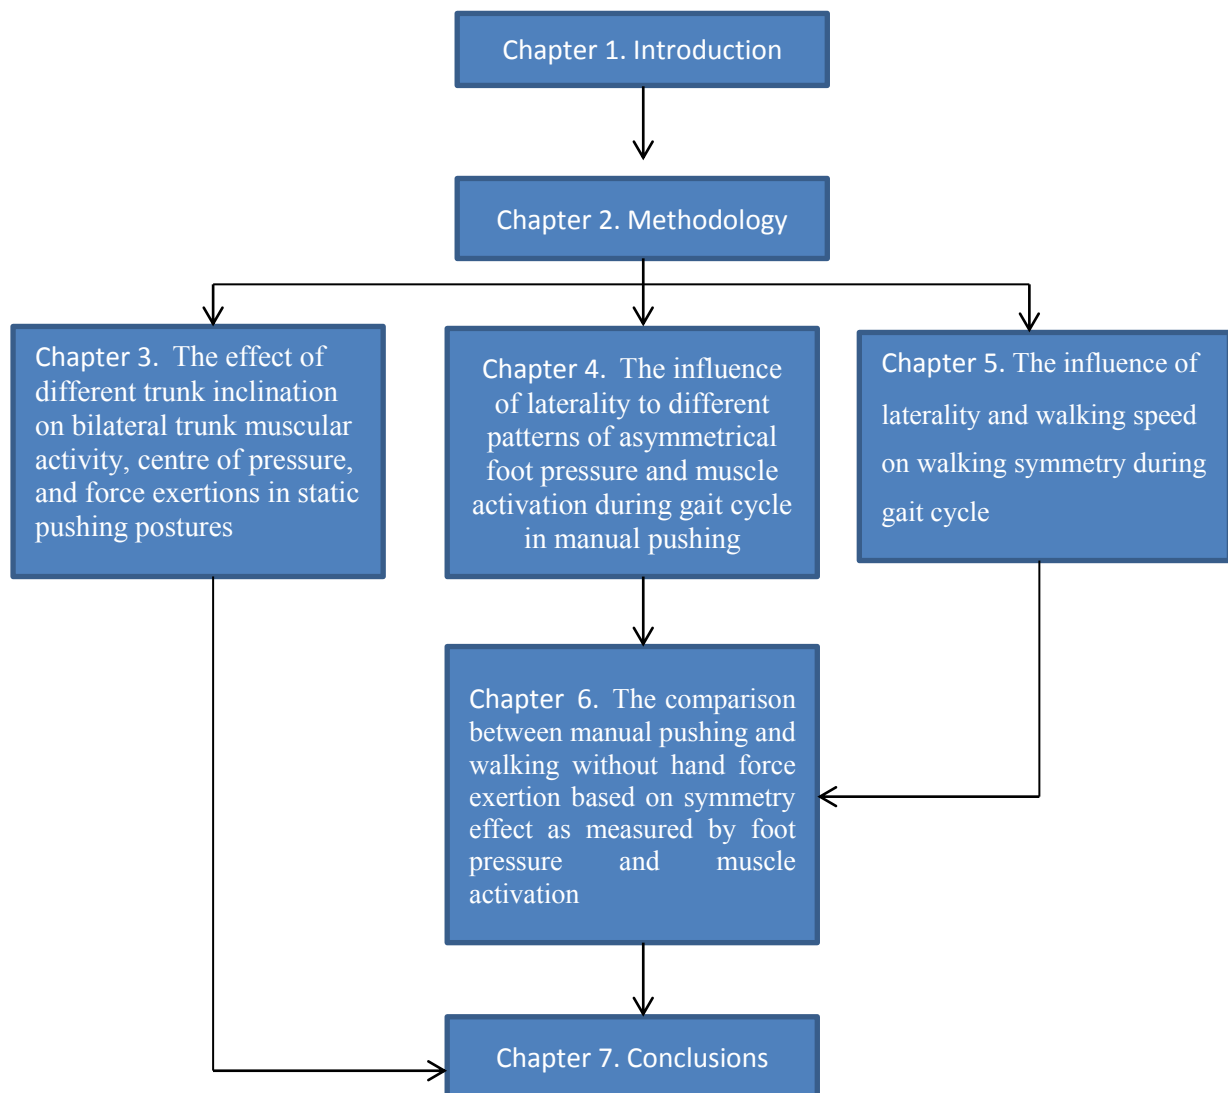 Chapter 1. Introduction
Chapter 2. Methodology
Chapter 3. The effect of
different trunk inclination
on bilateral trunk muscular
activity, centre of pressure,
and force exertions in static
pushing postures
Chapter 4. The influence
of laterality to different
patterns of asymmetrical
foot pressure and muscle
activation during gait cycle
in manual pushing
Chapter 5. The influence of
laterality and walking speed
on walking symmetry during
gait cycle
Chapter 6. The comparison
between manual pushing and
walking without hand force
exertion based on symmetry
effect as measured by foot
pressure and muscle
activation
Chapter 7. Conclusions